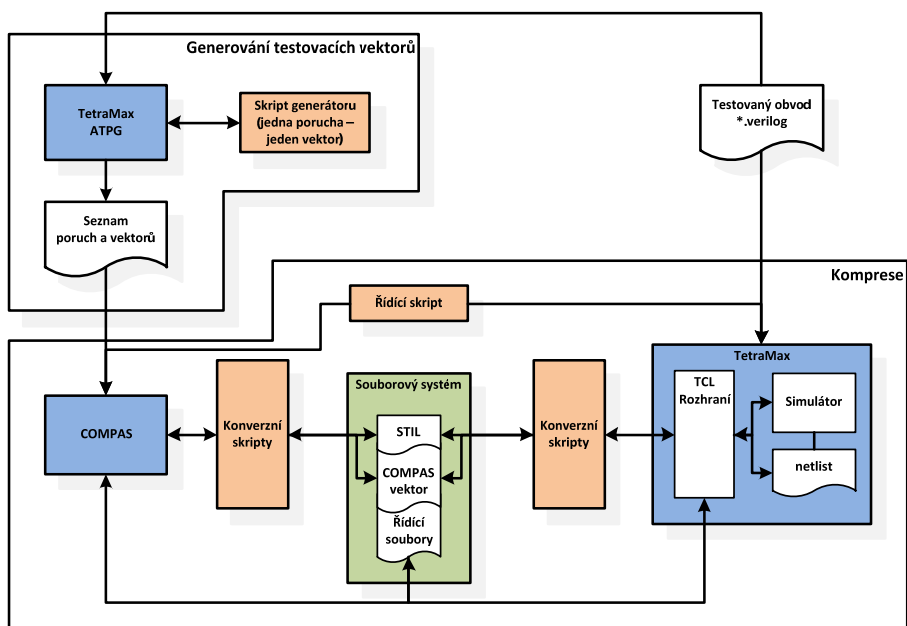 Generování testovacích vektorů
TetraMax
ATPG
Skript generátoru
(jedna porucha –
jeden vektor)
Testovaný obvod
*.verilog
Seznam
poruch a vektorů
Komprese
Řídící skript
COMPAS
Konverzní
skripty
Souborový systém
STIL
COMPAS
vektor
Řídící
soubory
Konverzní
skripty
TetraMax
TCL
Rozhraní
Simulátor
netlist